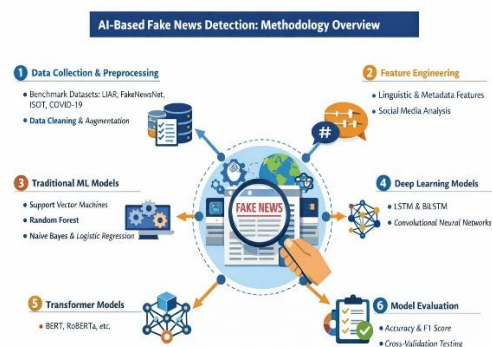 AI-Based Fake News Detection: Methodology Overview
1 Data Collection & Preprocessing
• Benchmark Datasets: LIAR, FakeNewsNet,
ISOT, COVID-19
• Data Cleaning & Augmentation
2 Feature Engineering
• Linguistic & Metadata Features
• Social Media Analysis
#
3 Traditional ML Models
• Support Vector Machines
• Random Forest
• Naive Bayes & Logistic Regression
FAKE NEWS
4 Deep Learning Models
• LSTM & BiLSTM
• Convolutional Neural Networks
5 Transformer Models
• BERT, RoBERTa, etc.
6 Model Evaluation
• Accuracy & F1 Score
• Cross-Validation Testing